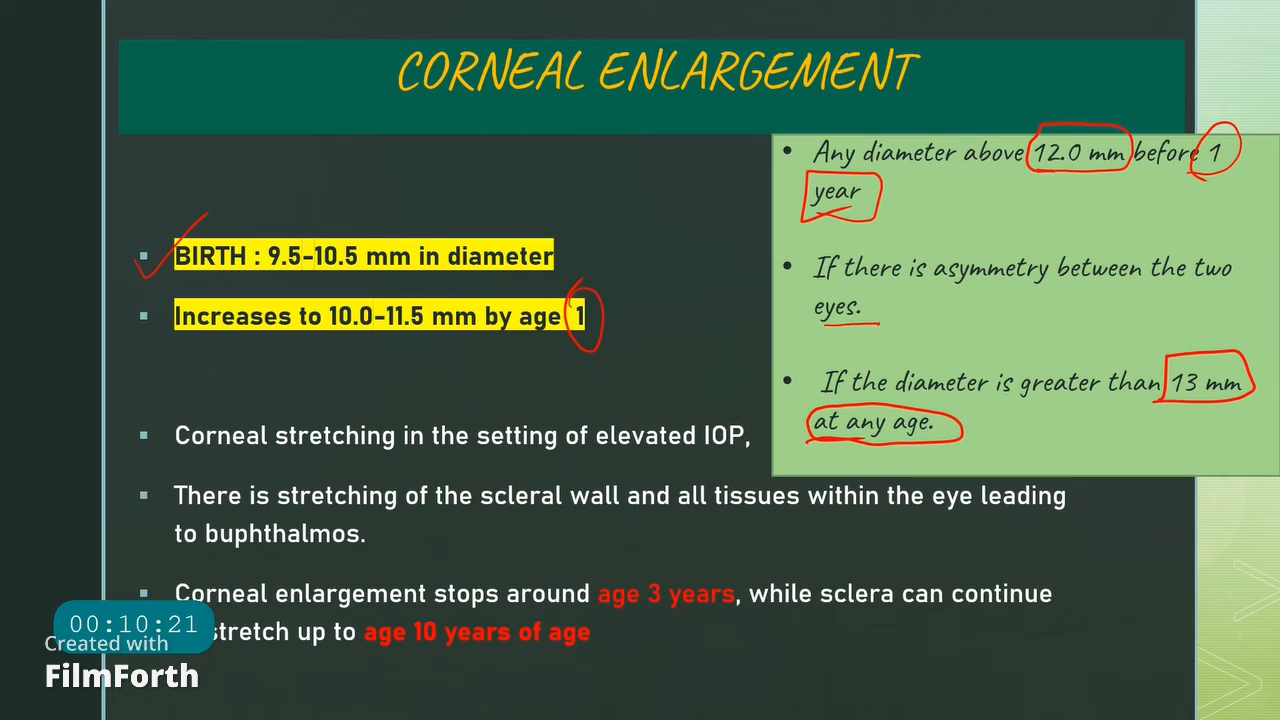 CORNEAL ENLARGEMENT
• Any diameter above 12.0 mm before 1
year
▪ BIRTH : 9.5-10.5 mm in diameter
• If there is asymmetry between the two
eyes.
▪ Increases to 10.0-11.5 mm by age 1
• If the diameter is greater than 13 mm
at any age.
▪ Corneal stretching in the setting of elevated IOP,
▪ There is stretching of the scleral wall and all tissues within the eye leading
to buphthalmos.
▪ Corneal enlargement stops around age 3 years, while sclera can continue
stretch up to age 10 years of age
00:10:21
Created with
FilmForth